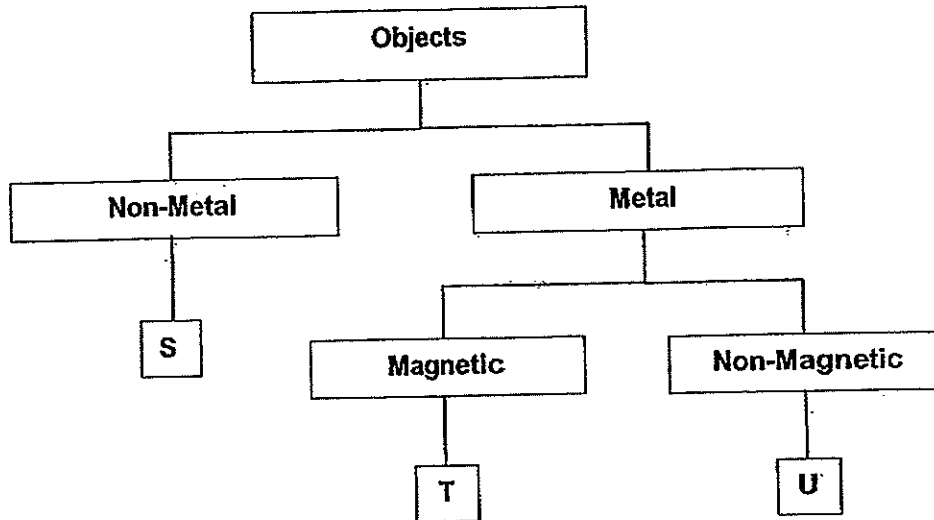 Objects
Non-Metal
Metal
S
Magnetic
Non-Magnetic
T
U